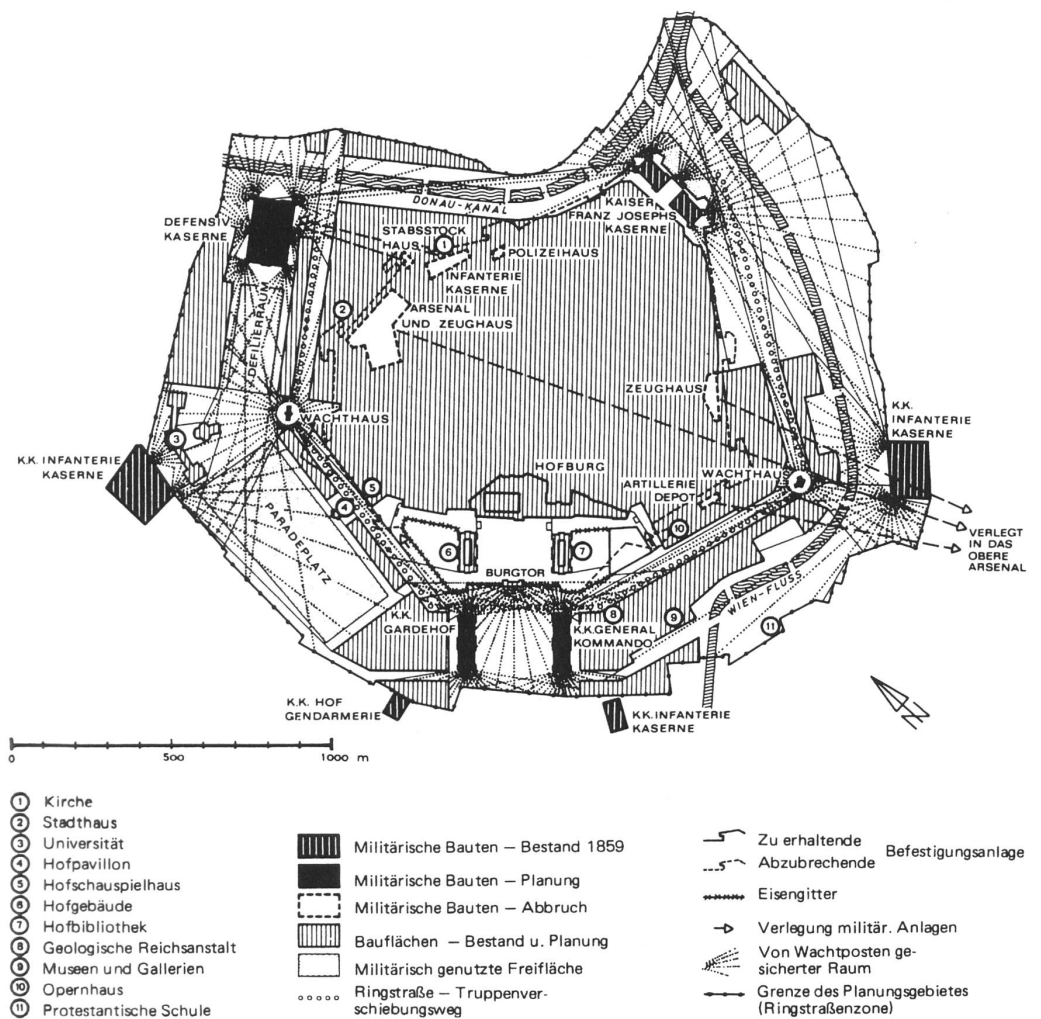 DONAU-KANAL
DEFENSIV
KASERNE
STABSSTOCK
HAUS
1
POLIZEIHAUS
INFANTERIE
KASERNE
KAISER
FRANZ JOSEPHS
KASERNE
2
ARSENAL
UND ZEUGHAUS
DEFILIERRAUM
WACHTHAUS
ZEUGHAUS
K.K.
INFANTERIE
KASERNE
3
K.K. INFANTERIE
KASERNE
PARADEPLATZ
5
4
HOFBURG
WACHTHAUS
ARTILLERIE
DEPOT
10
6
7
BURGTOR
VERLEGT
IN DAS
OBERE
ARSENAL
WIEN-FLUSS
K.K.
GARDEHOF
K.K.GENERAL
KOMMANDO
8
9
11
K.K. HOF
GENDARMERIE
KK.INFANTERIE
KASERNE
N
0 500 1000 m
1 Kirche
2 Stadthaus
3 Universität
4 Hofpavillon
5 Hofschauspielhaus
6 Hofgebäude
7 Hofbibliothek
8 Geologische Reichsanstalt
9 Museen und Gallerien
10 Opernhaus
11 Protestantische Schule
Militärische Bauten – Bestand 1859
Militärische Bauten – Planung
Militärische Bauten – Abbruch
Bauflächen – Bestand u. Planung
Militärisch genutzte Freifläche
Ringstraße – Truppenver-
schiebungsweg
Zu erhaltende
Abzubrechende
Befestigungsanlage
Eisengitter
Verlegung militär. Anlagen
Von Wachtposten ge-
sicherter Raum
Grenze des Planungsgebietes
(Ringstraßenzone)